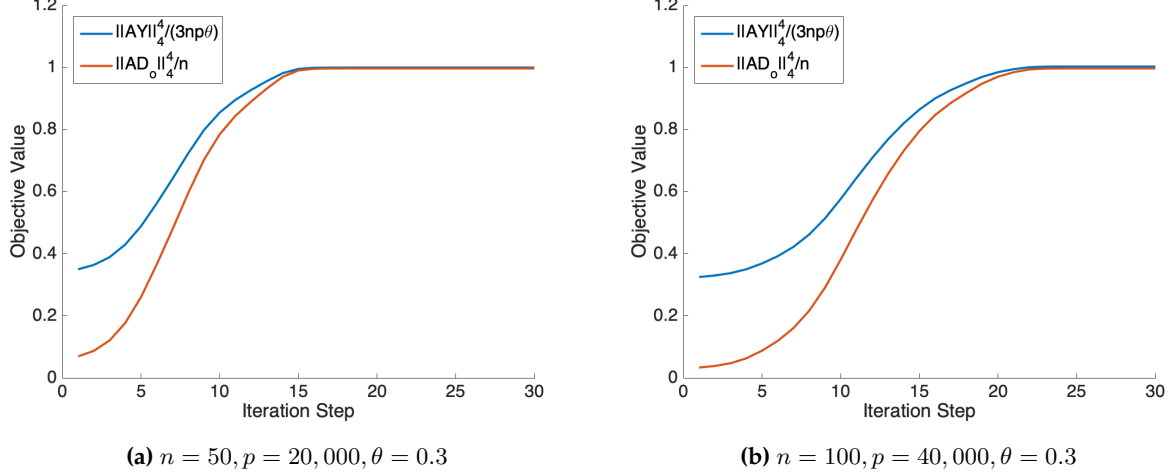 1.2
||AY||₄⁴/(3npθ)
||ADₒ||₄⁴/n
1
0.8
0.6
0.4
0.2
0
Objective Value
0 5 10 15 20 25 30
Iteration Step
(a) n = 50, p = 20, 000, θ = 0.3
1.2
||AY||₄⁴/(3npθ)
||ADₒ||₄⁴/n
1
0.8
0.6
0.4
0.2
0
Objective Value
0 5 10 15 20 25 30
Iteration Step
(b) n = 100, p = 40, 000, θ = 0.3